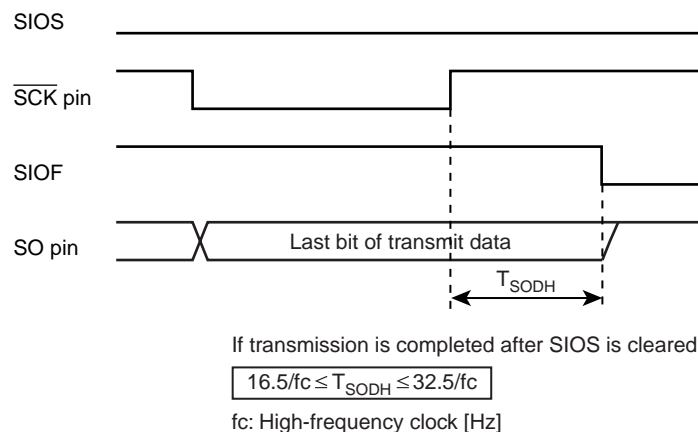 SIOS
SCK pin
SIOF
SO pin
Last bit of transmit data
TSODH
If transmission is completed after SIOS is cleared
16.5/fc ≤ TSODH ≤ 32.5/fc
fc: High-frequency clock [Hz]